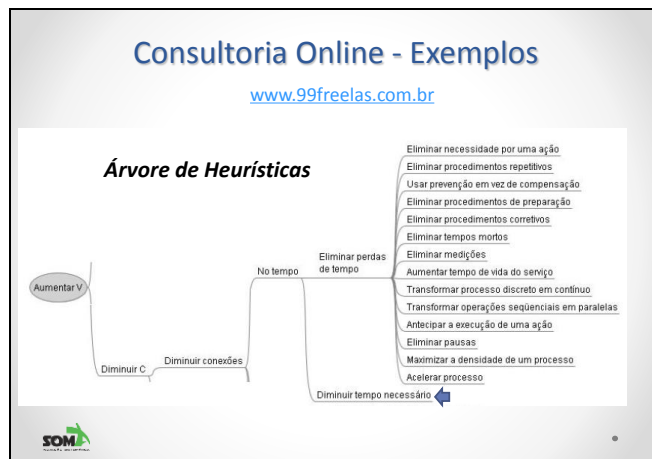 Consultoria Online - Exemplos
www.99freelas.com.br
Árvore de Heurísticas
Aumentar V
Diminuir C
Diminuir conexões
No tempo
Eliminar perdas
de tempo
Eliminar necessidade por uma ação
Eliminar procedimentos repetitivos
Usar prevenção em vez de compensação
Eliminar procedimentos de preparação
Eliminar procedimentos corretivos
Eliminar tempos mortos
Eliminar medições
Aumentar tempo de vida do serviço
Transformar processo discreto em contínuo
Transformar operações seqüenciais em paralelas
Antecipar a execução de uma ação
Eliminar pausas
Maximizar a densidade de um processo
Acelerar processo
Diminuir tempo necessário
SOMA